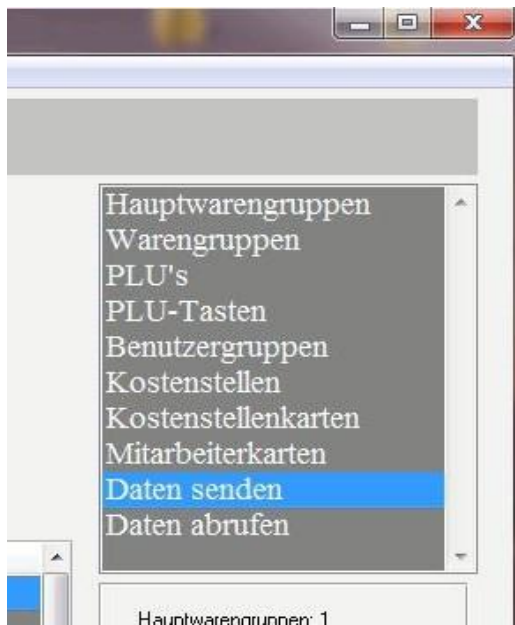 Hauptwarengruppen
Warengruppen
PLU's
PLU-Tasten
Benutzergruppen
Kostenstellen
Kostenstellenkarten
Mitarbeiterkarten
Daten senden
Daten abrufen
Hauptwarengruppen: 1